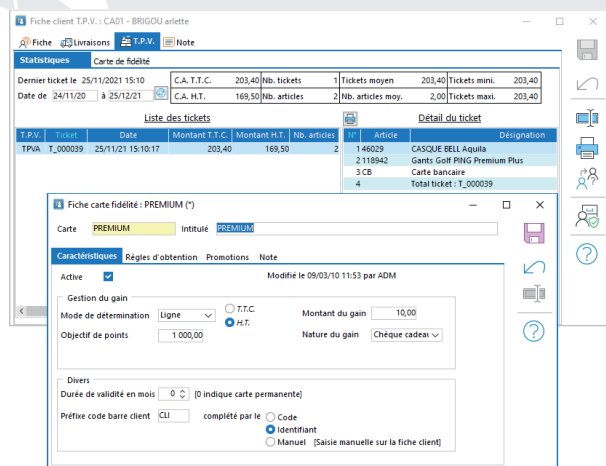 Fiche client T.P.V. : CA01 - BRIGOU arlette
Fiche Livraisons T.P.V. Note
Statistiques Carte de fidélité
Dernier ticket le 25/11/2021 15:10 C.A. T.T.C. 203,40 Nb. tickets 1 Tickets moyen 203,40 Tickets mini. 203,40
Date de 24/11/20 à 25/12/21 C.A. H.T. 169,50 Nb. articles 2 Nb. articles moy. 2,00 Tickets maxi. 203,40
Liste des tickets Détail du ticket
T.P.V. Ticket Date Montant T.T.C. Montant H.T. Nb. articles N° Article Désignation
TPVA T_000039 25/11/21 15:10:17 203,40 169,50 2 1 46029 CASQUE BELL Aquila
2 118942 Gants Golf PING Premium Plus
3 CB Carte bancaire
4 Total ticket : T_000039
Fiche carte fidélité : PREMIUM (*)
Carte PREMIUM Intitulé PREMIUM
Caractéristiques Règles d'obtention Promotions Note
Active Modifié le 09/03/10 11:53 par ADM
Gestion du gain
Mode de détermination Ligne T.T.C. H.T. Montant du gain 10,00
Objectif de points 1 000,00 Nature du gain Chèque cadeau
Divers
Durée de validité en mois 0 [0 indique carte permanente]
Préfixe code barre client CLI complété par le Code
Identifiant
Manuel [Saisie manuelle sur la fiche client]